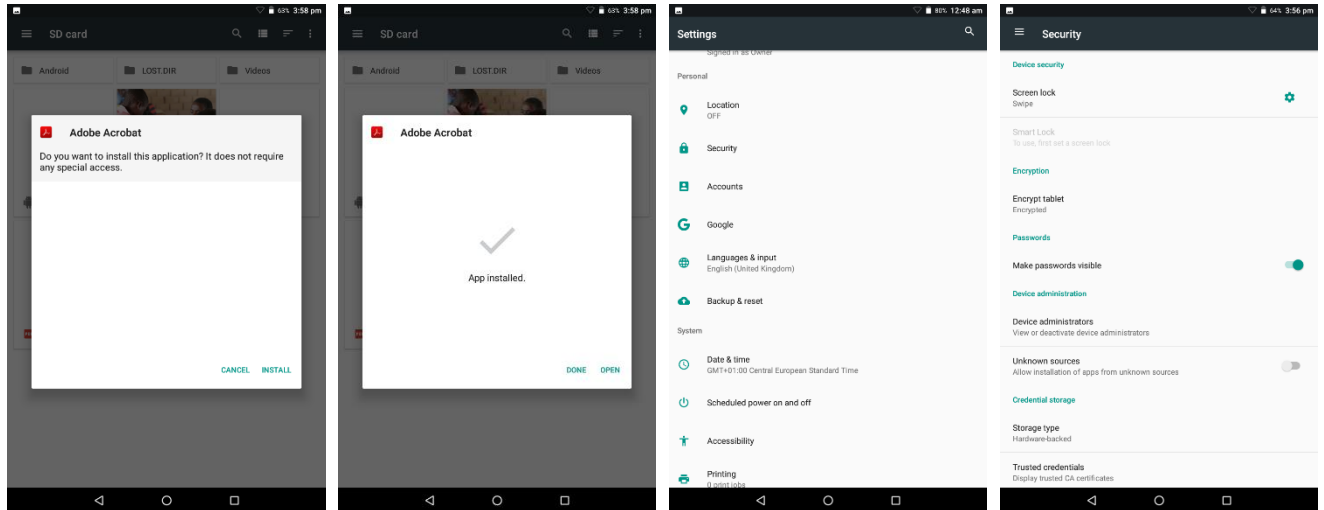 63% 3:58 pm
SD card
Android
LOST.DIR
Videos
Adobe Acrobat
Do you want to install this application? It does not require
any special access.
CANCEL INSTALL
63% 3:58 pm
SD card
Android
LOST.DIR
Videos
Adobe Acrobat
App installed.
DONE OPEN
80% 12:48 am
Settings
Signed in as Owner
Personal
Location
OFF
Security
Accounts
Google
Languages & input
English (United Kingdom)
Backup & reset
System
Date & time
GMT+01:00 Central European Standard Time
Scheduled power on and off
Accessibility
Printing
0 print jobs
64% 3:56 pm
Security
Device security
Screen lock
Swipe
Smart Lock
To use, first set a screen lock
Encryption
Encrypt tablet
Encrypted
Passwords
Make passwords visible
Device administration
Device administrators
View or deactivate device administrators
Unknown sources
Allow installation of apps from unknown sources
Credential storage
Storage type
Hardware-backed
Trusted credentials
Display trusted CA certificates